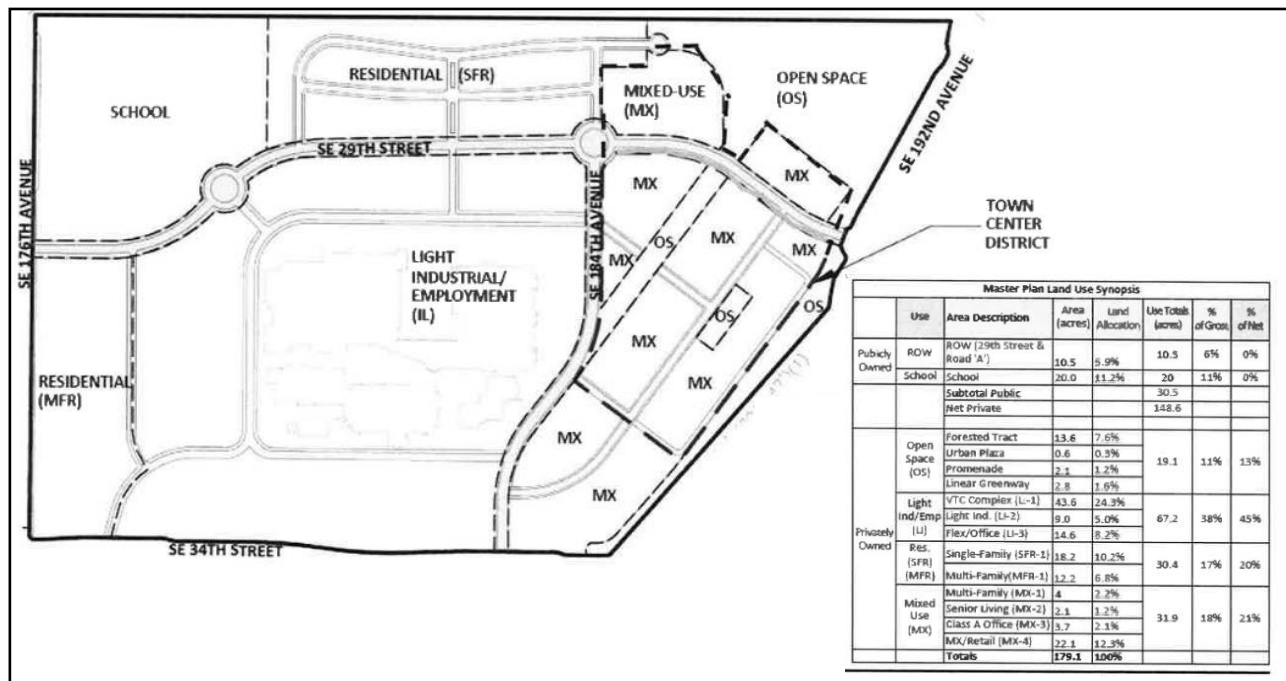 SCHOOL
RESIDENTIAL (SFR)
MIXED-USE
(MX)
OPEN SPACE
(OS)
SE 192ND AVENUE
SE 29TH STREET
SE 176TH AVENUE
SE 184TH AVENUE
MX
MX
OS
MX
MX
MX
TOWN
CENTER
DISTRICT
LIGHT
INDUSTRIAL/
EMPLOYMENT
(IL)
OS
OS
MX
MX
RESIDENTIAL
(MFR)
MX
MX
SE 34TH STREET
Master Plan Land Use Synopsis
Use Area Description Area (acres) Land Allocation Use Totals (acres) % of Gross % of Net
Pubicly Owned
ROW ROW (29th Street & Road 'A') 10.5 5.9% 10.5 6% 0%
School School 20.0 11.2% 20 11% 0%
Subtotal Public 30.5
Net Private 148.6
Privately Owned
Open Space (OS) 19.1 11% 13%
Forested Tract 13.6 7.6%
Urban Plaza 0.6 0.3%
Promenade 2.1 1.2%
Linear Greenway 2.8 1.6%
Light Ind/Emp (LI) 67.2 38% 45%
VTC Complex (LI-1) 43.6 24.3%
Light Ind. (LI-2) 9.0 5.0%
Flex/Office (LI-3) 14.6 8.2%
Res. (SFR) (MFR) 30.4 17% 20%
Single-Family (SFR-1) 18.2 10.2%
Multi-Family(MFR-1) 12.2 6.8%
Mixed Use (MX) 31.9 18% 21%
Multi-Family (MX-1) 4 2.2%
Senior Living (MX-2) 2.1 1.2%
Class A Office (MX-3) 3.7 2.1%
MX/Retail (MX-4) 22.1 12.3%
Totals 179.1 100%